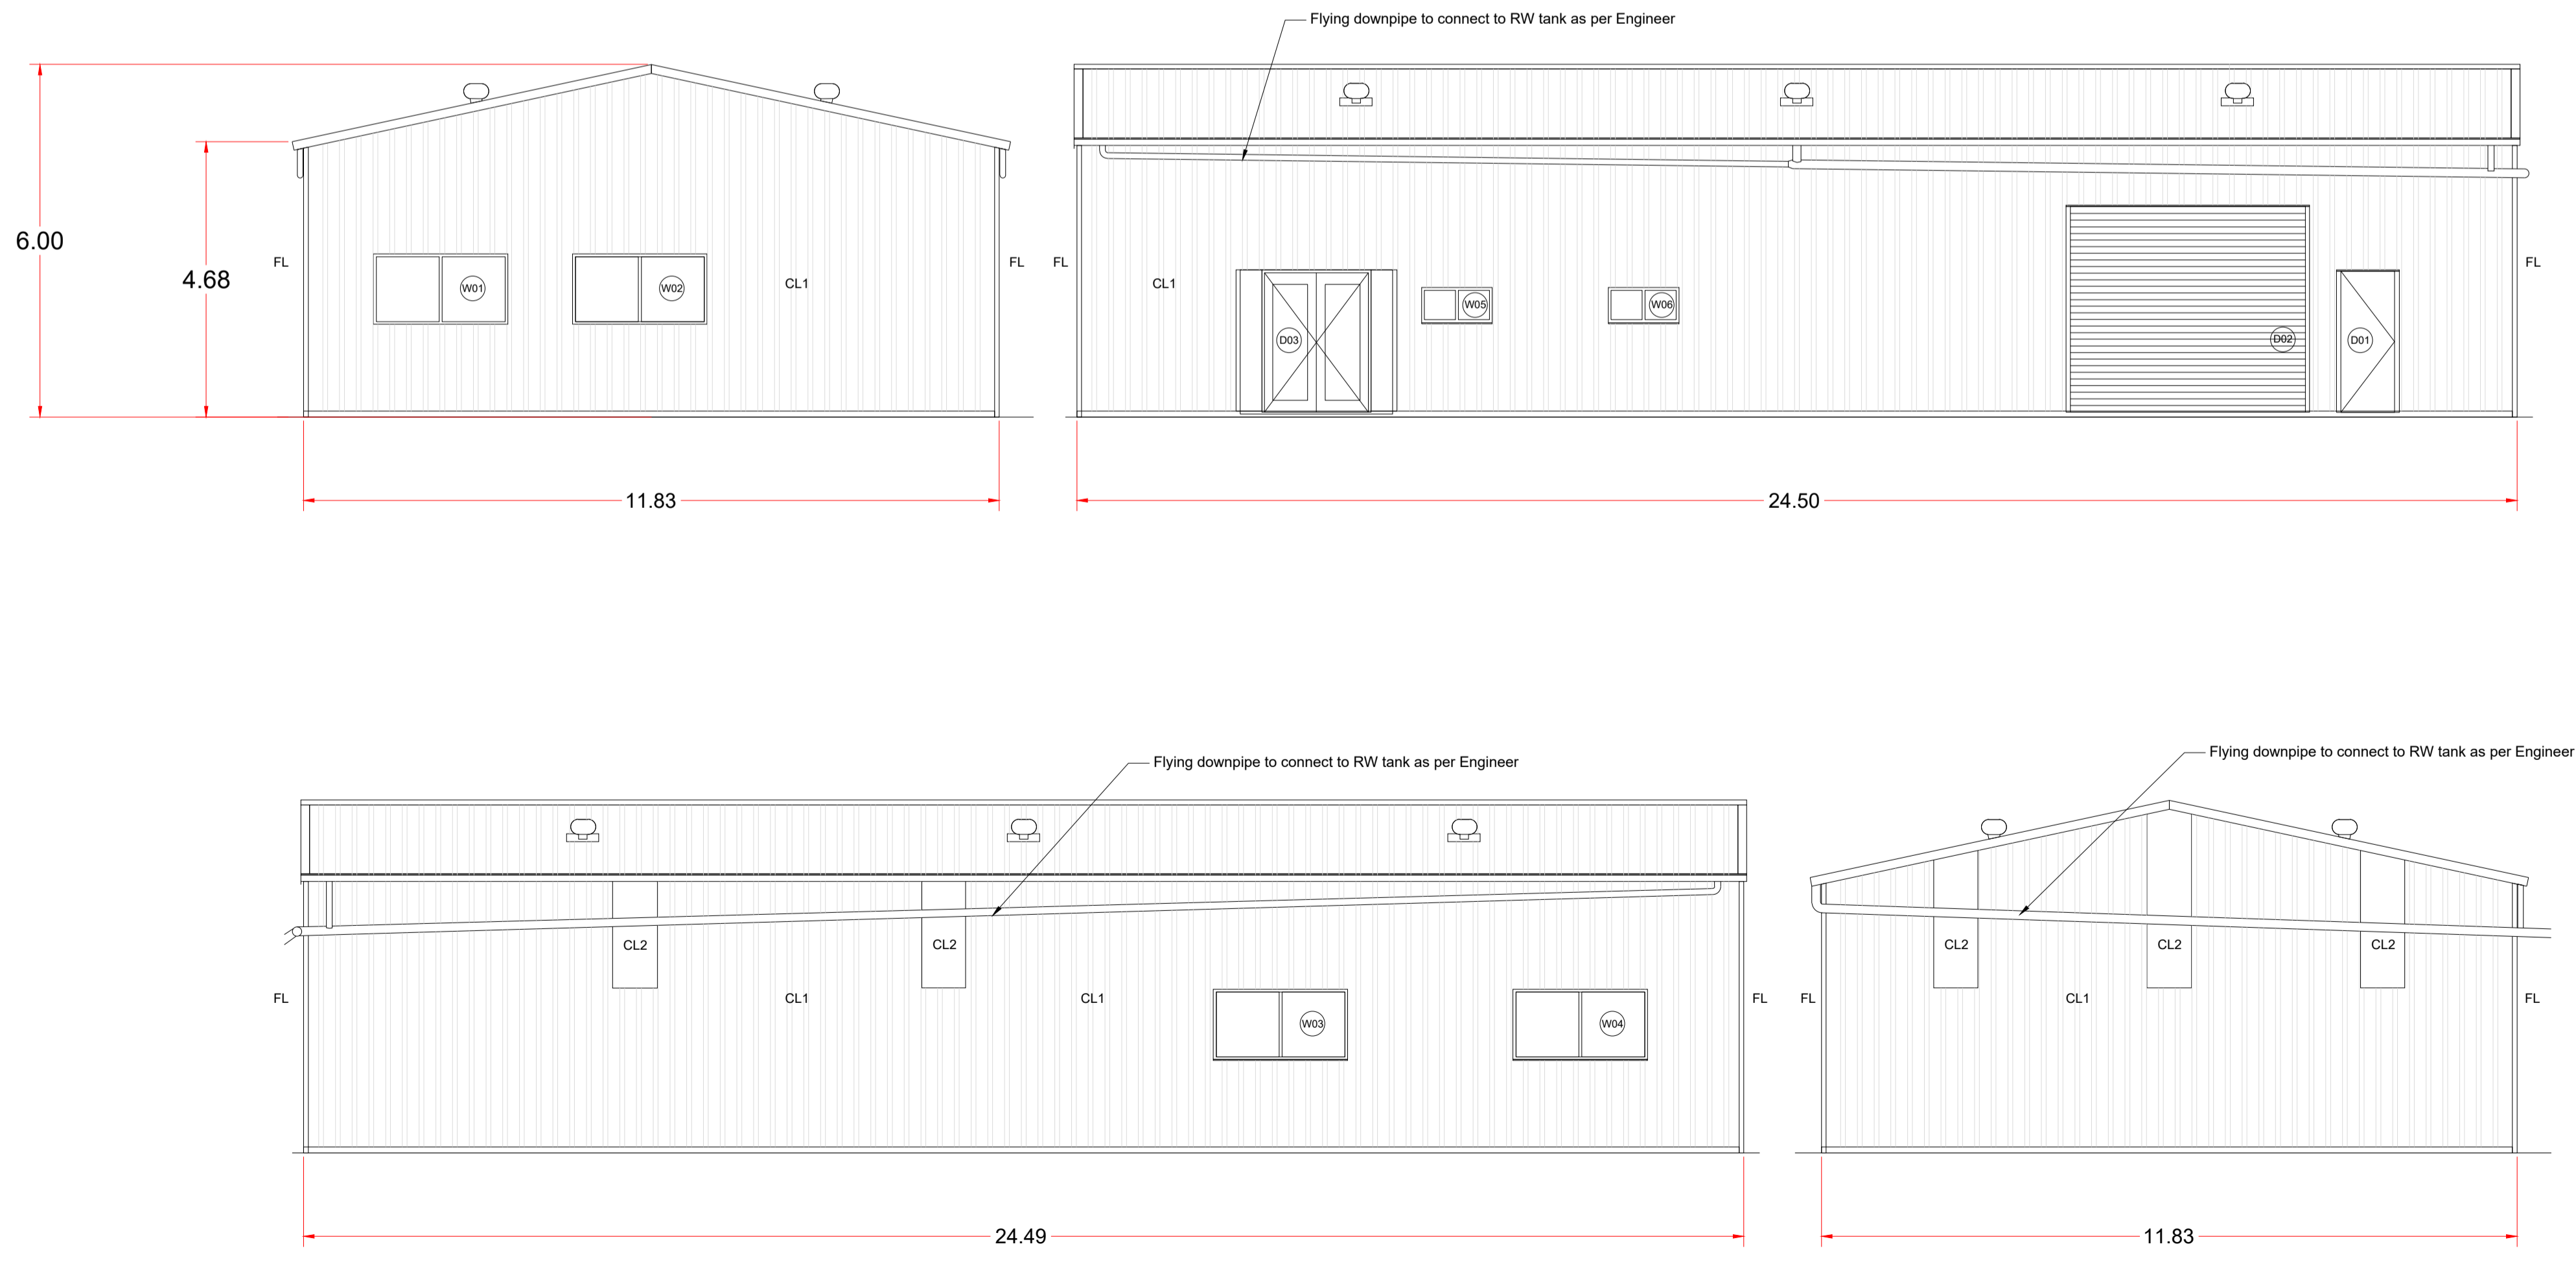 Flying downpipe to connect to RW tank as per Engineer
6.00
4.68
FL
W01
W02
CL1
FL
11.83
FL
CL1
D03
W05
W06
D02
D01
FL
24.50
Flying downpipe to connect to RW tank as per Engineer
FL
CL2
CL2
CL1
CL1
W03
W04
FL
24.49
Flying downpipe to connect to RW tank as per Engineer
FL
CL2
CL2
CL2
CL1
FL
11.83